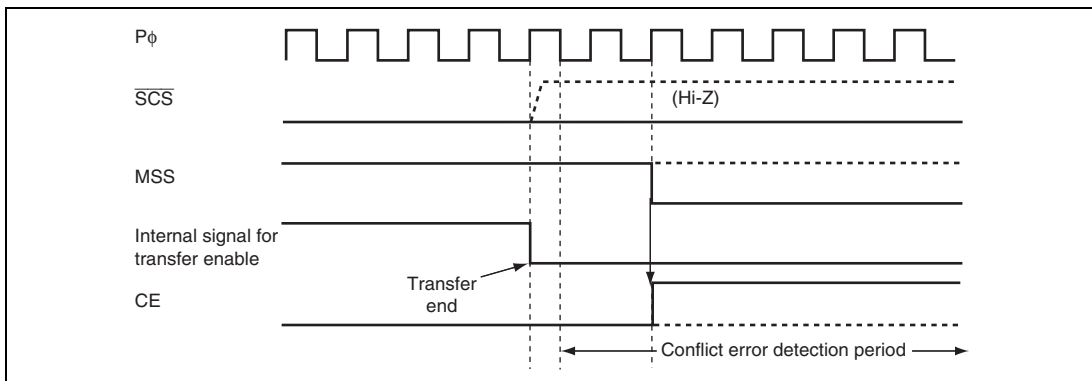 Pφ
SCS
(Hi-Z)
MSS
Internal signal for
transfer enable
Transfer
end
CE
Conflict error detection period